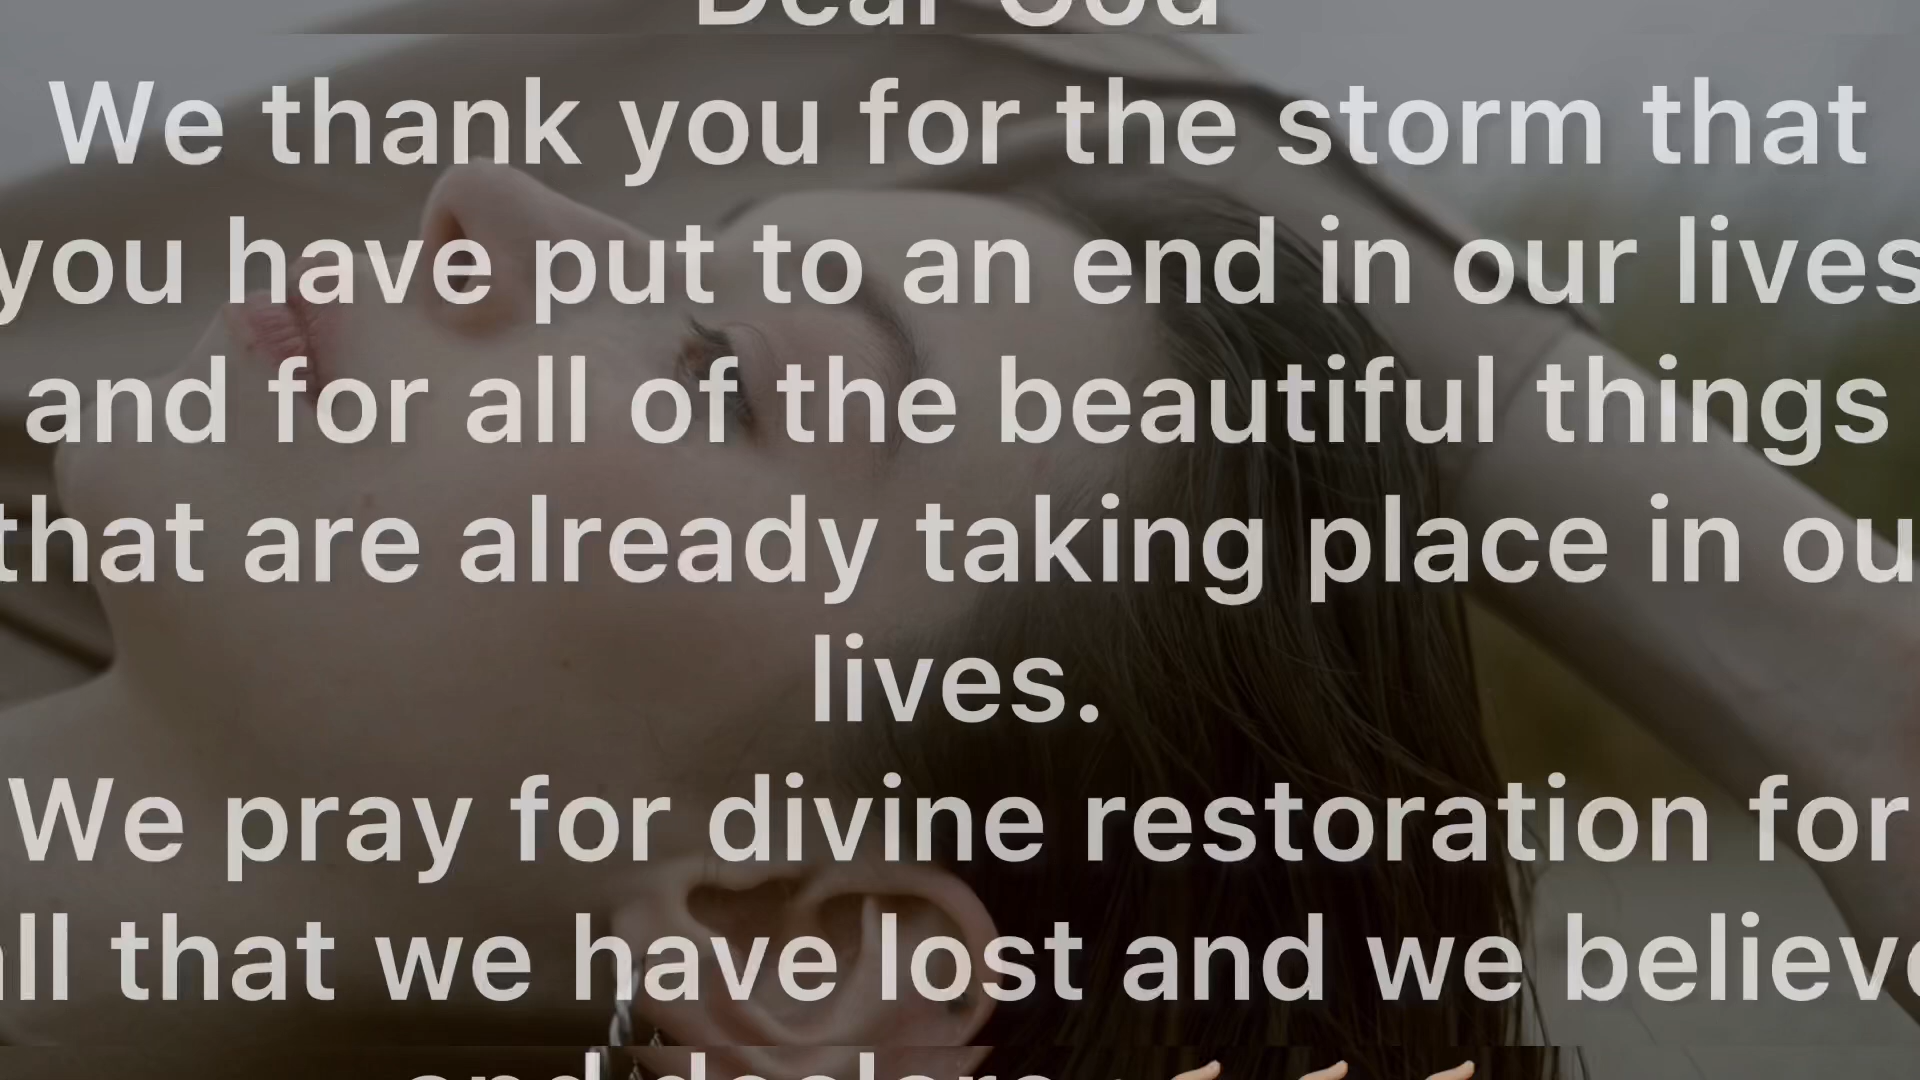 Dear God
We thank you for the storm that
you have put to an end in our lives
and for all of the beautiful things
that are already taking place in ou
lives.
We pray for divine restoration for
all that we have lost and we believe
and declare